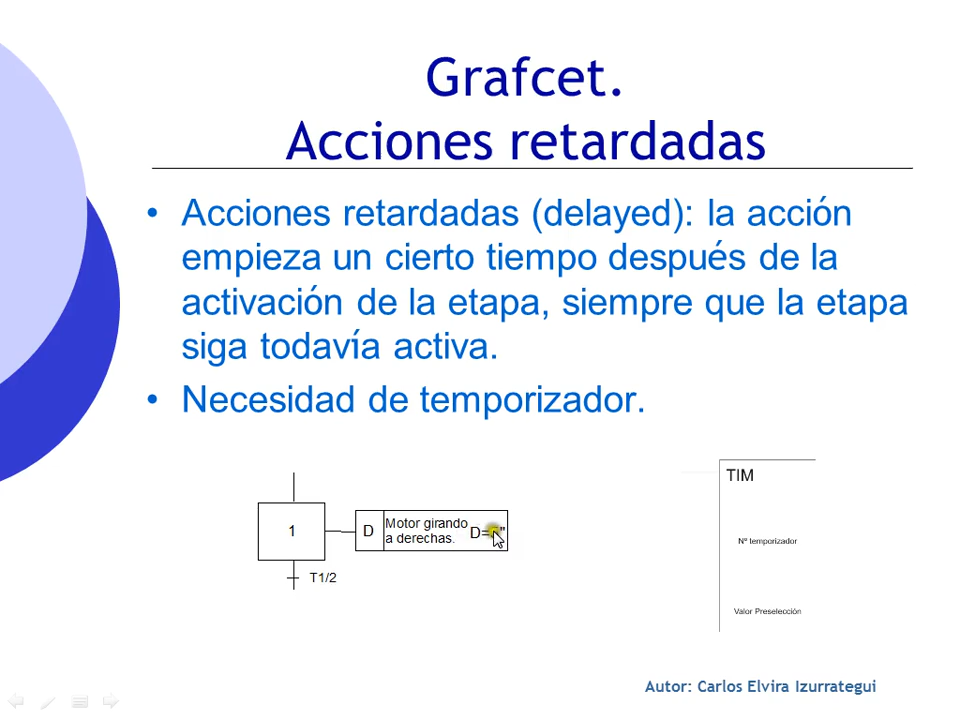 Grafcet.
Acciones retardadas
• Acciones retardadas (delayed): la acción
empieza un cierto tiempo después de la
activación de la etapa, siempre que la etapa
siga todavía activa.
• Necesidad de temporizador.
1
D
Motor girando
a derechas.
D=
T1/2
TIM
Nº temporizador
Valor Preselección
Autor: Carlos Elvira Izurrategui